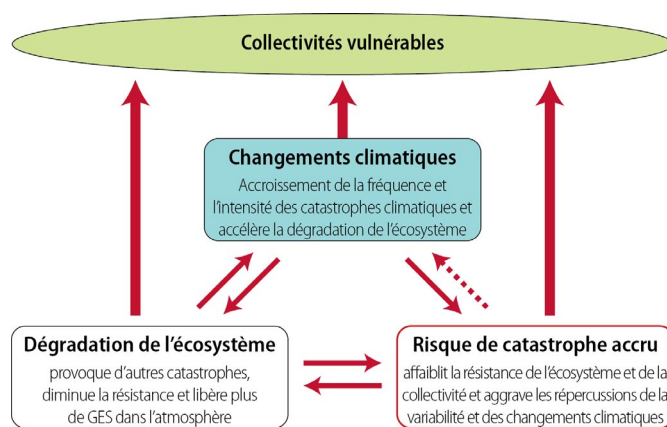 Collectivités vulnérables
Changements climatiques
Accroissement de la fréquence et
l'intensité des catastrophes climatiques et
accélère la dégradation de l'écosystème
Dégradation de l'écosystème
provoque d'autres catastrophes,
diminue la résistance et libère plus
de GES dans l'atmosphère
Risque de catastrophe accru
affaiblit la résistance de l'écosystème et de la
collectivité et aggrave les répercussions de la
variabilité et des changements climatiques